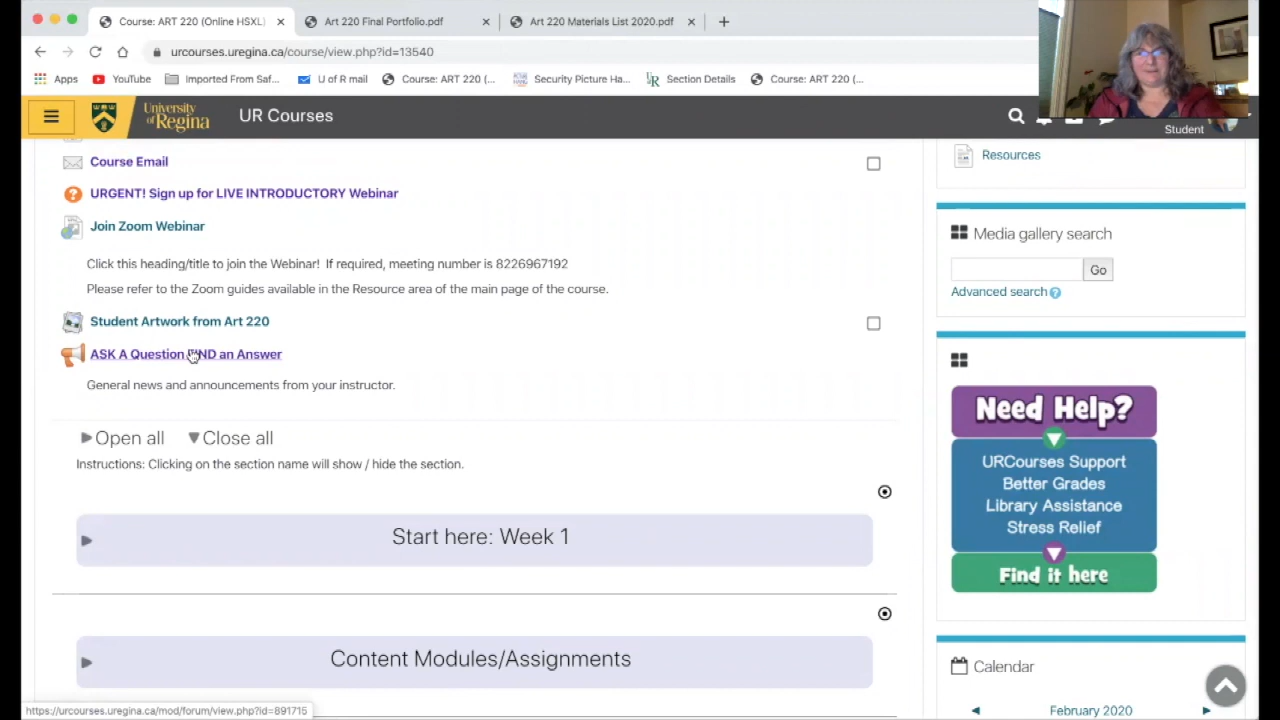 Course: ART 220 (Online HSXL)
Art 220 Final Portfolio.pdf
Art 220 Materials List 2020.pdf
urcourses.uregina.ca/course/view.php?id=13540
Apps
YouTube
Imported From Saf...
U of R mail
Course: ART 220 (...
Security Picture Ha...
Section Details
Course: ART 220 (...
University of Regina
UR Courses
Student
Course Email
URGENT! Sign up for LIVE INTRODUCTORY Webinar
Join Zoom Webinar
Click this heading/title to join the Webinar! If required, meeting number is 8226967192
Please refer to the Zoom guides available in the Resource area of the main page of the course.
Student Artwork from Art 220
ASK A Question FIND an Answer
General news and announcements from your instructor.
Open all
Close all
Instructions: Clicking on the section name will show / hide the section.
Start here: Week 1
Content Modules/Assignments
Resources
Media gallery search
Go
Advanced search
Need Help?
URCourses Support
Better Grades
Library Assistance
Stress Relief
Find it here
Calendar
February 2020
https://urcourses.uregina.ca/mod/forum/view.php?id=891715